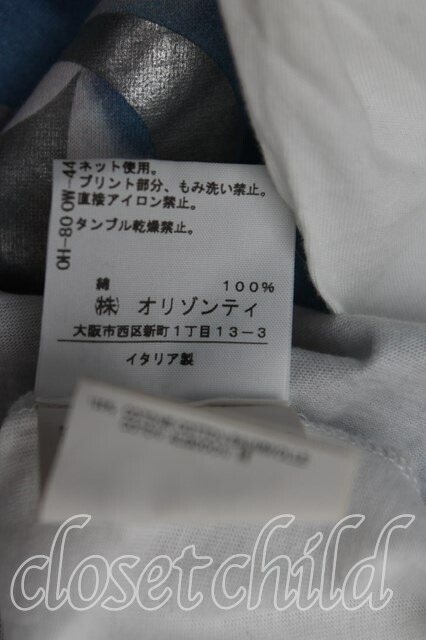 ネット使用。
プリント部分、もみ洗い禁止。
直接アイロン禁止。
タンブル乾燥禁止。
綿 100%
㈱ オリゾンティ
大阪市西区新町1丁目13-3
イタリア製
OH-80 OW-44
closet child